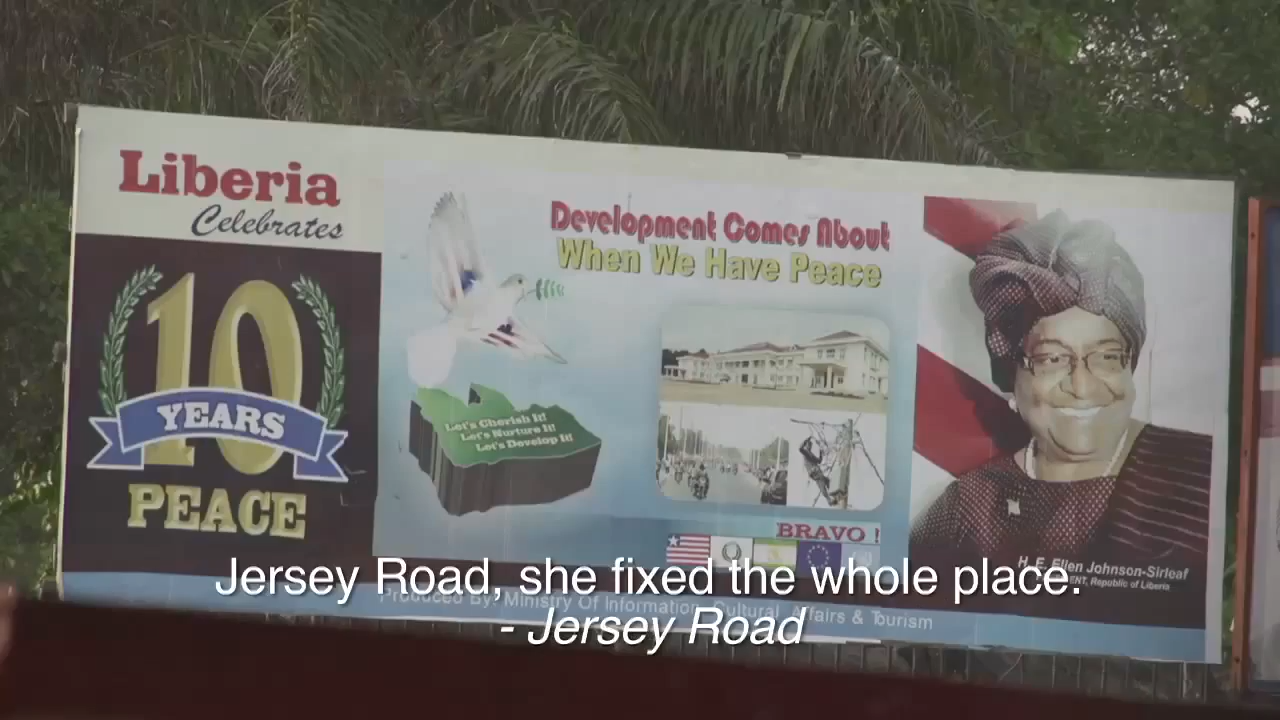 Liberia
Celebrates
10
YEARS
PEACE
Development Comes About
When We Have Peace
Let's Cherish It!
Let's Nurture It!
Let's Develop It!
BRAVO !
H. E. Ellen Johnson-Sirleaf
ENT, Republic of Liberia
Produced By: Ministry Of Information, Cultural Affairs & Tourism
Jersey Road, she fixed the whole place.
- Jersey Road